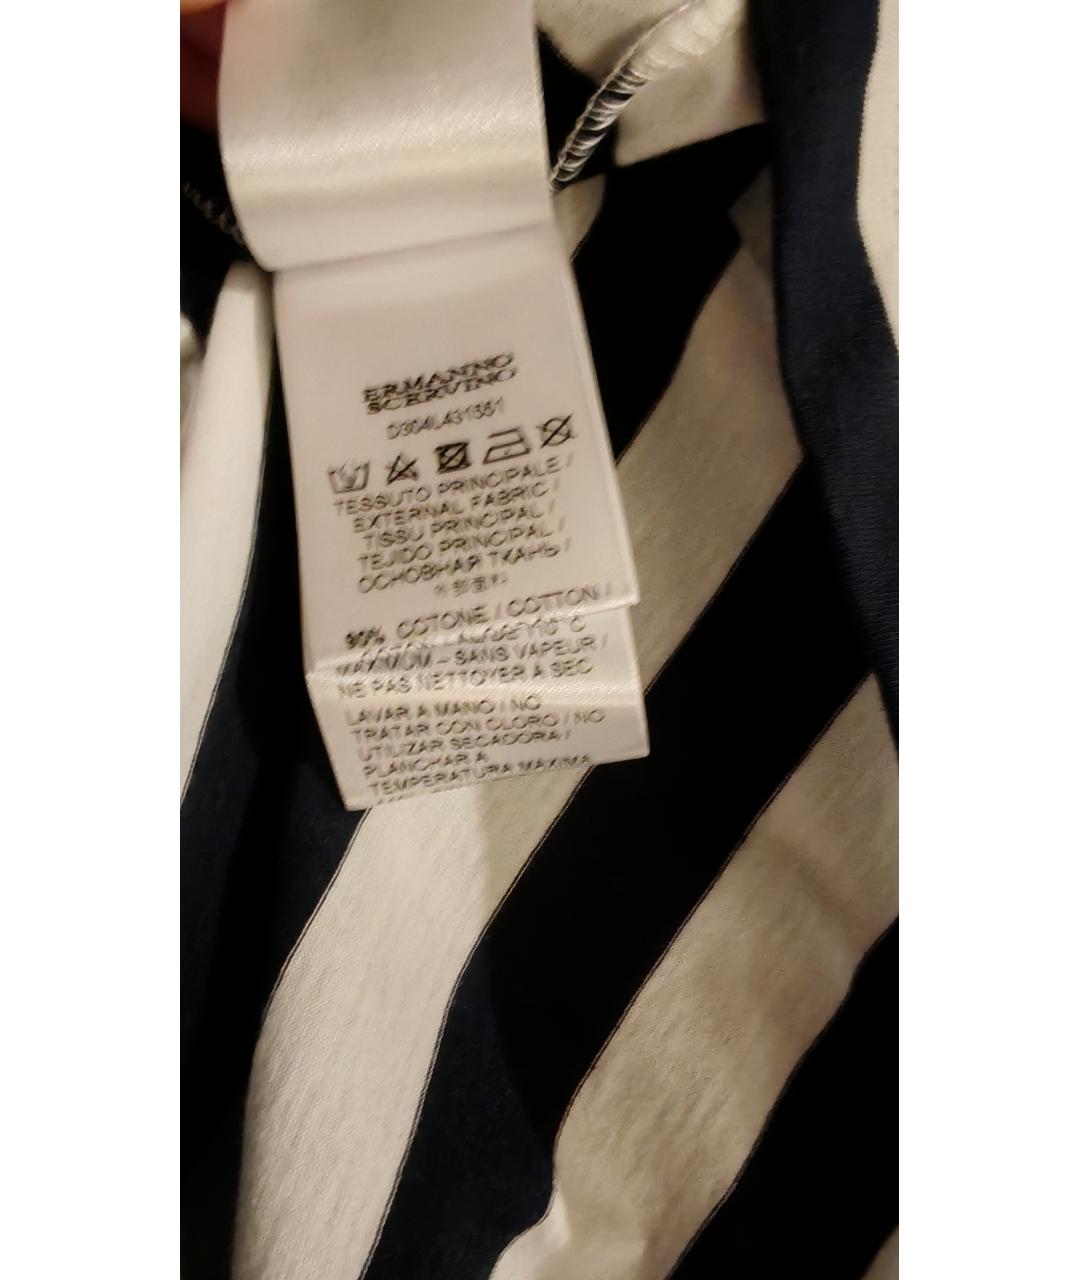 ERMANNO
SCERVINO
D304L431551
TESSUTO PRINCIPALE /
EXTERNAL FABRIC /
TISSU PRINCIPAL /
TEJIDO PRINCIPAL /
ОСНОВНАЯ ТКАНЬ /
90% COTONE / COTTON /
MAXIMUM – SANS VAPEUR /
NE PAS NETTOYER A SEC
LAVAR A MANO / NO
TRATAR CON CLORO / NO
UTILIZAR SECADORA /
PLANCHAR A
TEMPERATURA MAXIMA